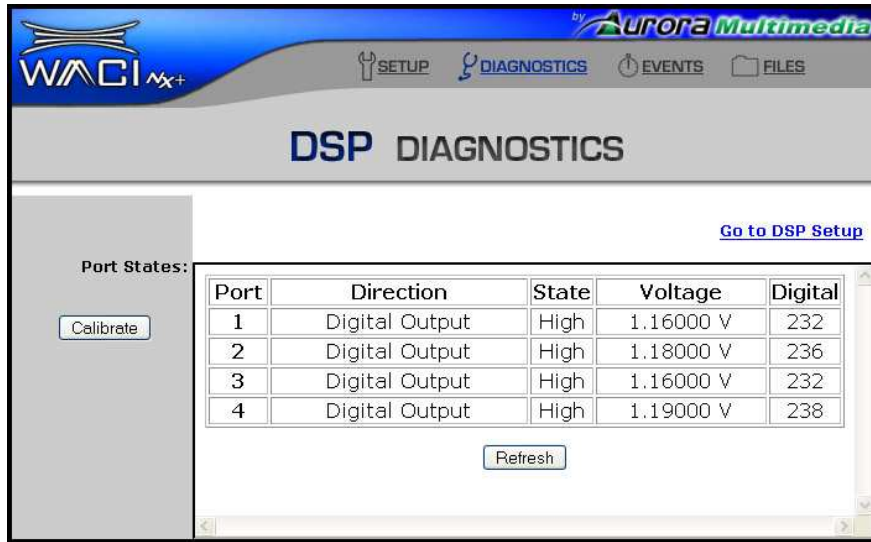 by Aurora Multimedia
WACI NX+
SETUP DIAGNOSTICS EVENTS FILES
DSP DIAGNOSTICS
Go to DSP Setup
Port States:
Calibrate
Port Direction State Voltage Digital
1 Digital Output High 1.16000 V 232
2 Digital Output High 1.18000 V 236
3 Digital Output High 1.16000 V 232
4 Digital Output High 1.19000 V 238
Refresh